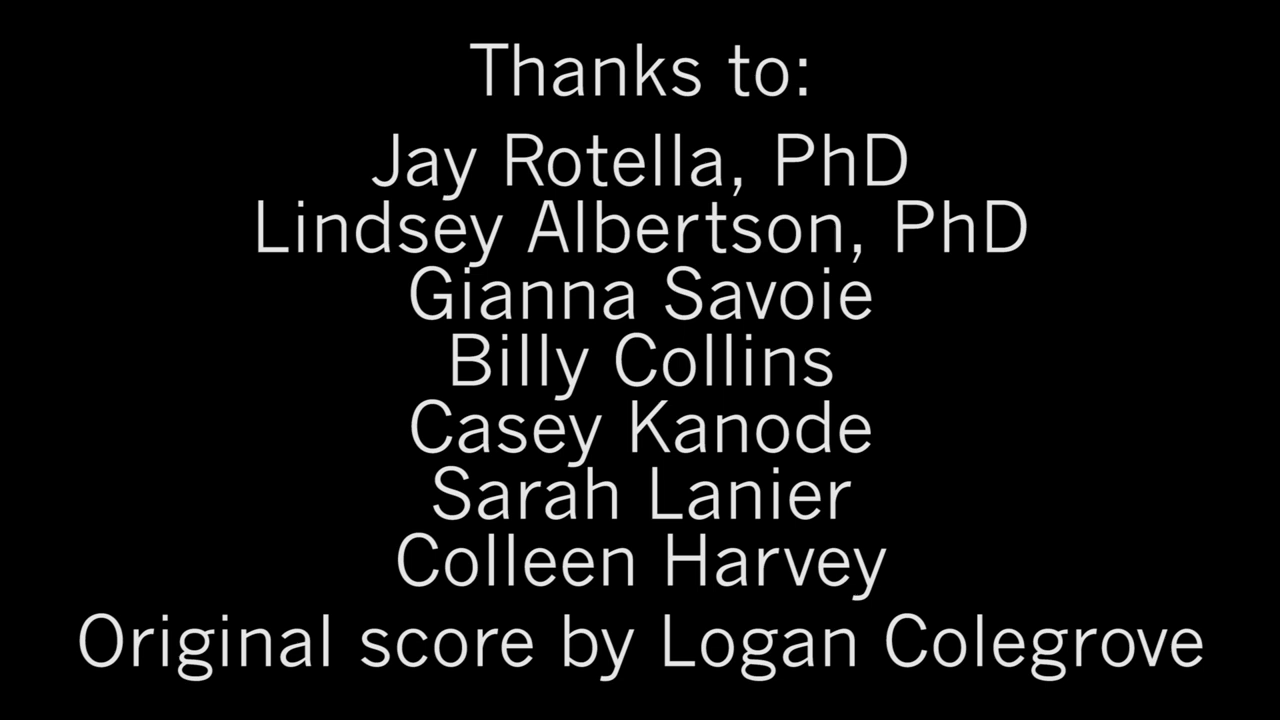 Thanks to:
Jay Rotella, PhD
Lindsey Albertson, PhD
Gianna Savoie
Billy Collins
Casey Kanode
Sarah Lanier
Colleen Harvey
Original score by Logan Colegrove